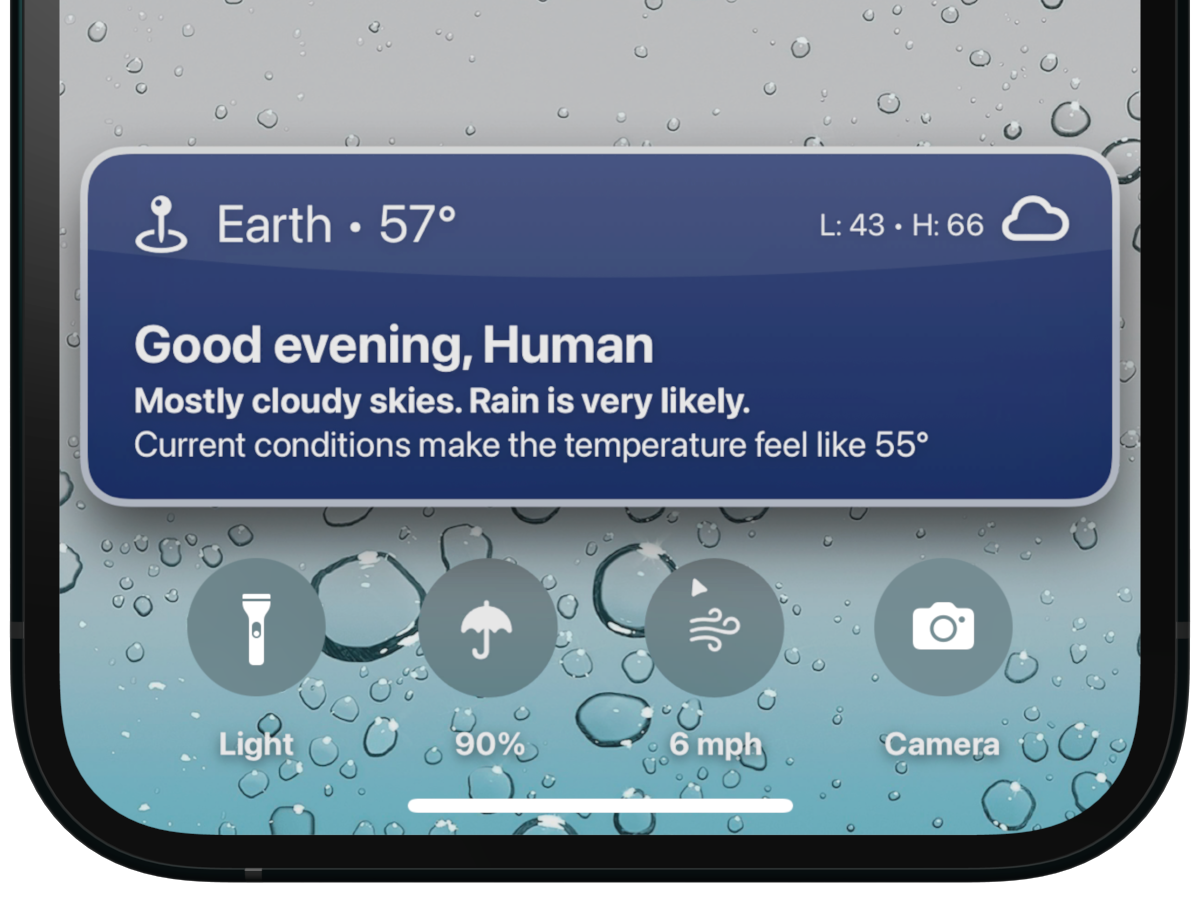 Earth • 57°
L: 43 • H: 66
Good evening, Human
Mostly cloudy skies. Rain is very likely.
Current conditions make the temperature feel like 55°
Light
90%
6 mph
Camera